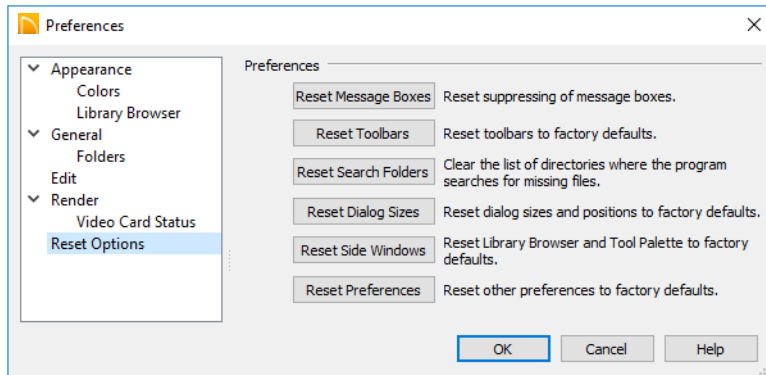 Preferences
Appearance
Colors
Library Browser
General
Folders
Edit
Render
Video Card Status
Reset Options
Preferences
Reset Message Boxes Reset suppressing of message boxes.
Reset Toolbars Reset toolbars to factory defaults.
Reset Search Folders Clear the list of directories where the program
searches for missing files.
Reset Dialog Sizes Reset dialog sizes and positions to factory defaults.
Reset Side Windows Reset Library Browser and Tool Palette to factory
defaults.
Reset Preferences Reset other preferences to factory defaults.
OK Cancel Help